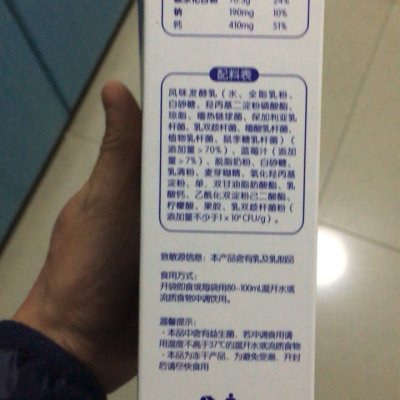 碳水化合物 76.5g 24%
钠 190mg 10%
钙 410mg 51%
配料表
风味发酵乳（水、全脂乳粉、
白砂糖、羟丙基二淀粉磷酸酯、
琼脂、嗜热链球菌、保加利亚乳
杆菌、乳双歧杆菌、嗜酸乳杆菌、
植物乳杆菌、鼠李糖乳杆菌）（
添加量＞70%）、蓝莓汁（添加
量＞7%）、脱脂奶粉、白砂糖、
乳清粉、麦芽糊精、氧化羟丙基
淀粉、单，双甘油脂肪酸酯、乳
酸钙、乙酰化双淀粉己二酸酯、
柠檬酸、果胶、乳双歧杆菌粉（
添加量不少于1×10⁶CFU/g）。
致敏源信息：本产品含有乳及乳制品
食用方式：
开袋即食或每袋用80-100mL温开水或
流质食物冲调饮用。
温馨提示：
·本品中含有益生菌，若冲调食用请
用温度不高于37℃的温开水或流质食物
·本品为冻干产品，为避免受潮，开封
后请尽快食用